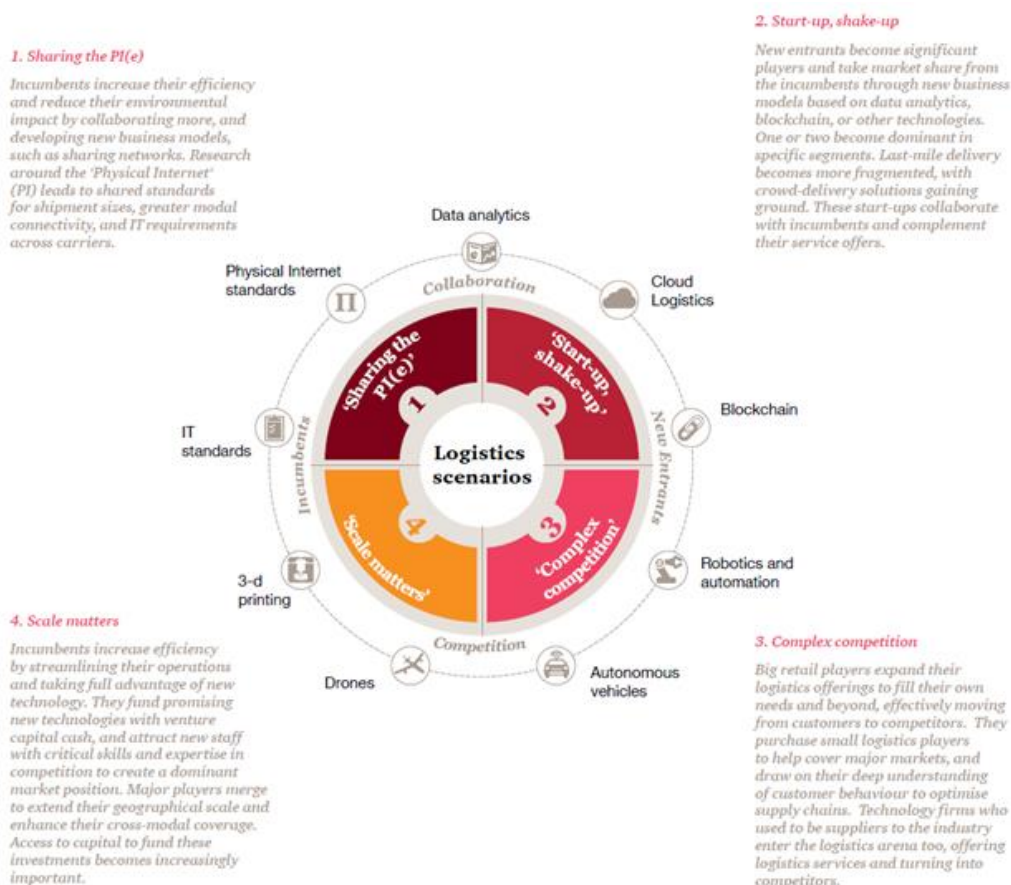 1. Sharing the PI(e)
Incumbents increase their efficiency
and reduce their environmental
impact by collaborating more, and
developing new business models,
such as sharing networks. Research
around the 'Physical Internet'
(PI) leads to shared standards
for shipment sizes, greater modal
connectivity, and IT requirements
across carriers.
2. Start-up, shake-up
New entrants become significant
players and take market share from
the incumbents through new business
models based on data analytics,
blockchain, or other technologies.
One or two become dominant in
specific segments. Last-mile delivery
becomes more fragmented, with
crowd-delivery solutions gaining
ground. These start-ups collaborate
with incumbents and complement
their service offers.
Data analytics
Physical Internet
standards
Cloud
Logistics
Blockchain
Robotics and
automation
Autonomous
vehicles
Drones
3-d
printing
IT
standards
Collaboration
New Entrants
Competition
Incumbents
'Sharing the
PI(e)'
1
'Start-up,
shake-up'
2
'Complex
competition'
3
'Scale matters'
4
Logistics
scenarios
4. Scale matters
Incumbents increase efficiency
by streamlining their operations
and taking full advantage of new
technology. They fund promising
new technologies with venture
capital cash, and attract new staff
with critical skills and expertise in
competition to create a dominant
market position. Major players merge
to extend their geographical scale and
enhance their cross-modal coverage.
Access to capital to fund these
investments becomes increasingly
important.
3. Complex competition
Big retail players expand their
logistics offerings to fill their own
needs and beyond, effectively moving
from customers to competitors. They
purchase small logistics players
to help cover major markets, and
draw on their deep understanding
of customer behaviour to optimise
supply chains. Technology firms who
used to be suppliers to the industry
enter the logistics arena too, offering
logistics services and turning into
competitors.